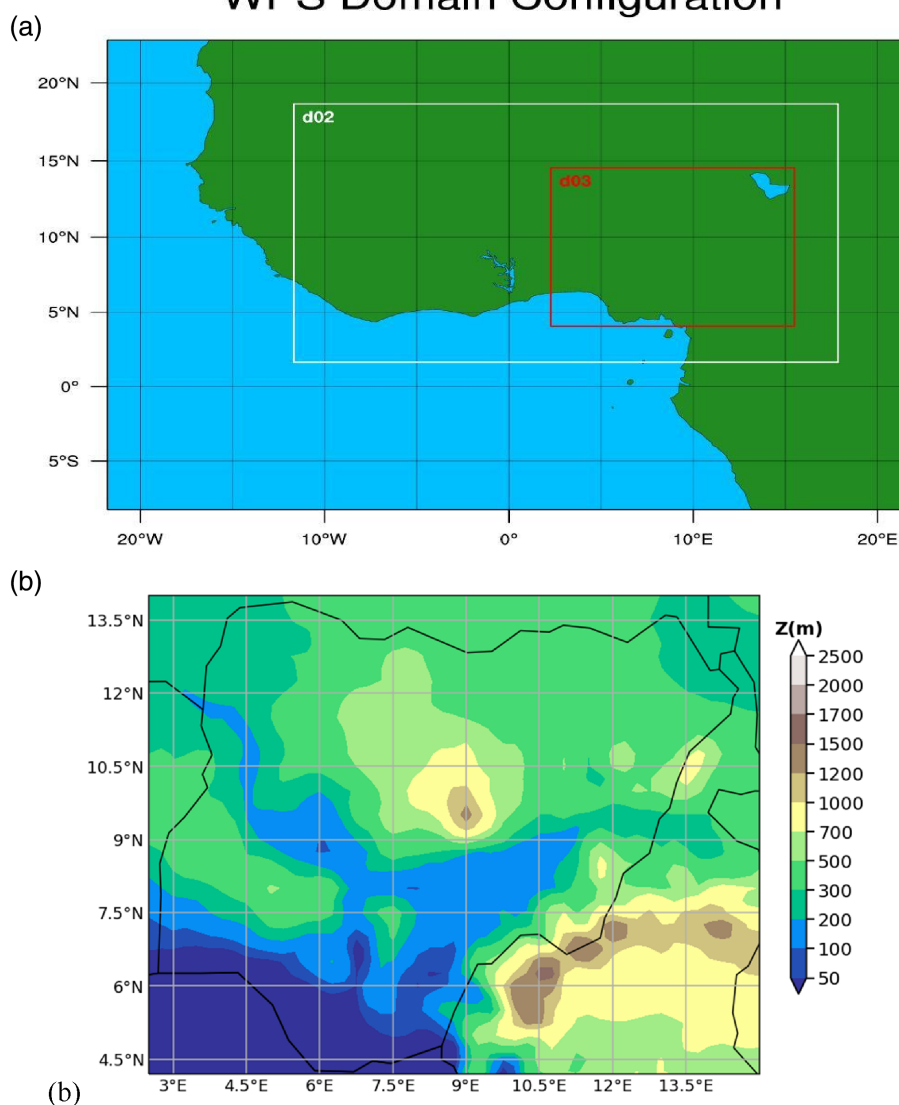 WPS Domain Configuration
(a)
20°N
15°N
10°N
5°N
0°
5°S
d02
d03
20°W 10°W 0° 10°E 20°E
(b)
13.5°N
12°N
10.5°N
9°N
7.5°N
6°N
4.5°N
3°E 4.5°E 6°E 7.5°E 9°E 10.5°E 12°E 13.5°E
Z(m)
2500
2000
1700
1500
1200
1000
700
500
300
200
100
50
(b)